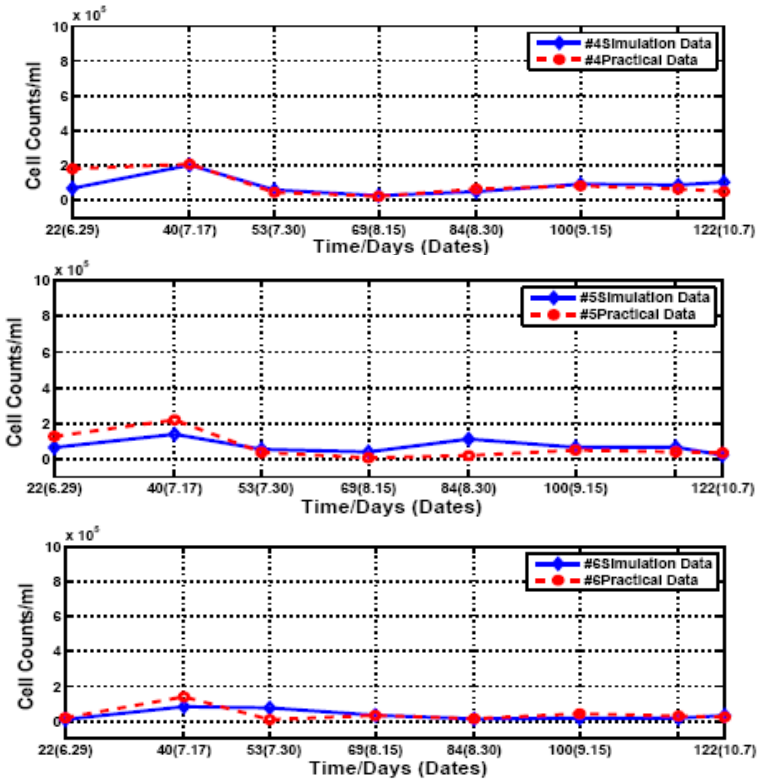 x 10⁵
10
8
6
4
2
0
Cell Counts/ml
#4Simulation Data
#4Practical Data
22(6.29) 40(7.17) 53(7.30) 69(8.15) 84(8.30) 100(9.15) 122(10.7)
Time/Days (Dates)
x 10⁵
10
8
6
4
2
0
Cell Counts/ml
#5Simulation Data
#5Practical Data
22(6.29) 40(7.17) 53(7.30) 69(8.15) 84(8.30) 100(9.15) 122(10.7)
Time/Days (Dates)
x 10⁵
10
8
6
4
2
0
Cell Counts/ml
#6Simulation Data
#6Practical Data
22(6.29) 40(7.17) 53(7.30) 69(8.15) 84(8.30) 100(9.15) 122(10.7)
Time/Days (Dates)